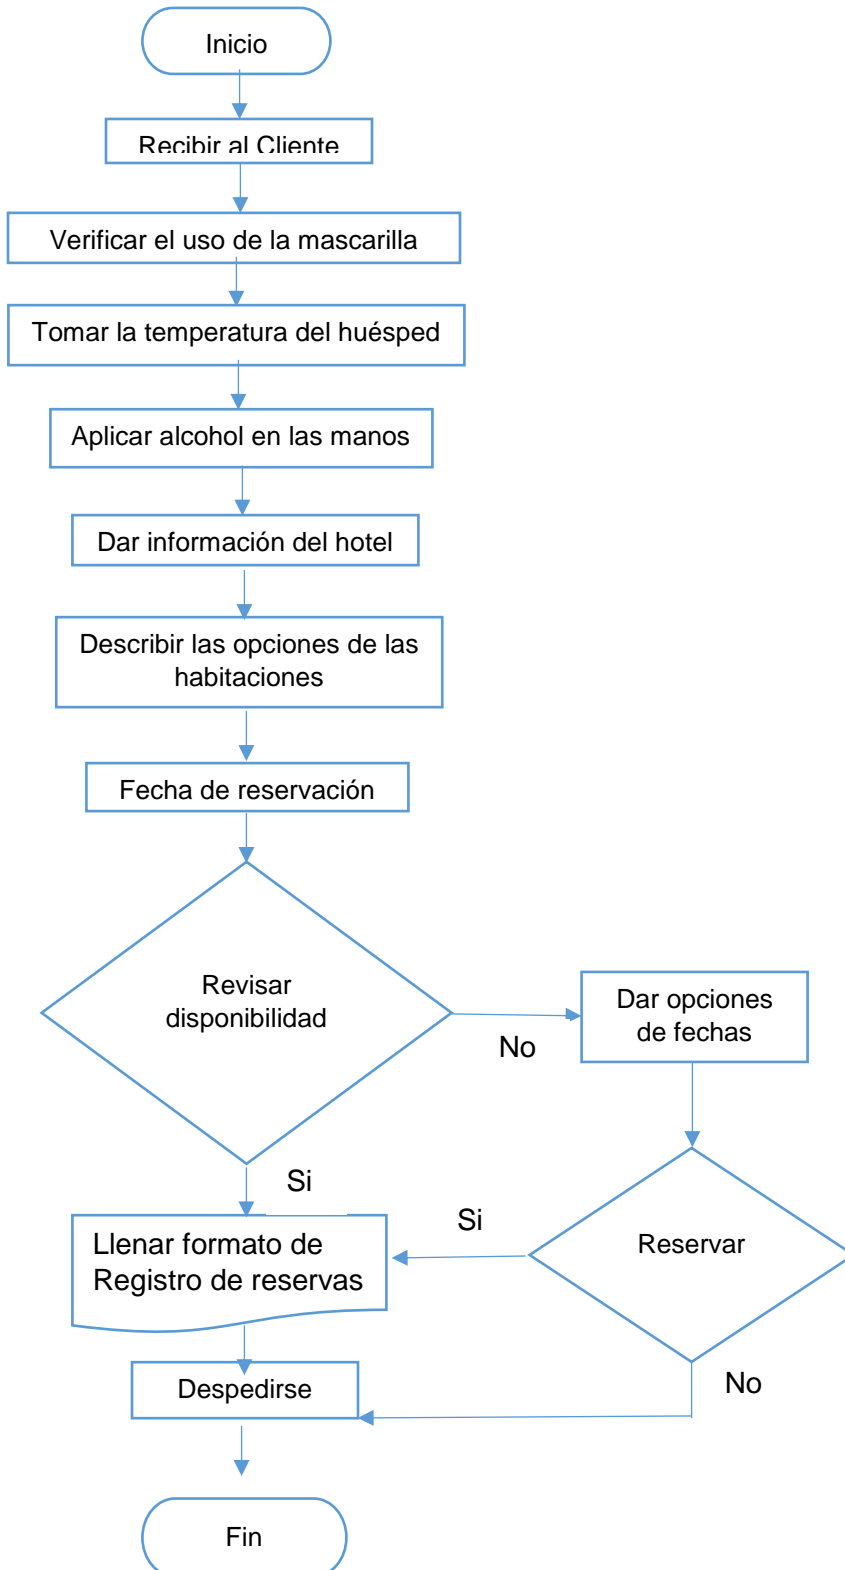 Inicio
Recibir al Cliente
Verificar el uso de la mascarilla
Tomar la temperatura del huésped
Aplicar alcohol en las manos
Dar información del hotel
Describir las opciones de las
habitaciones
Fecha de reservación
Revisar
disponibilidad
No
Dar opciones
de fechas
Si
Si
Reservar
Llenar formato de
Registro de reservas
No
Despedirse
Fin